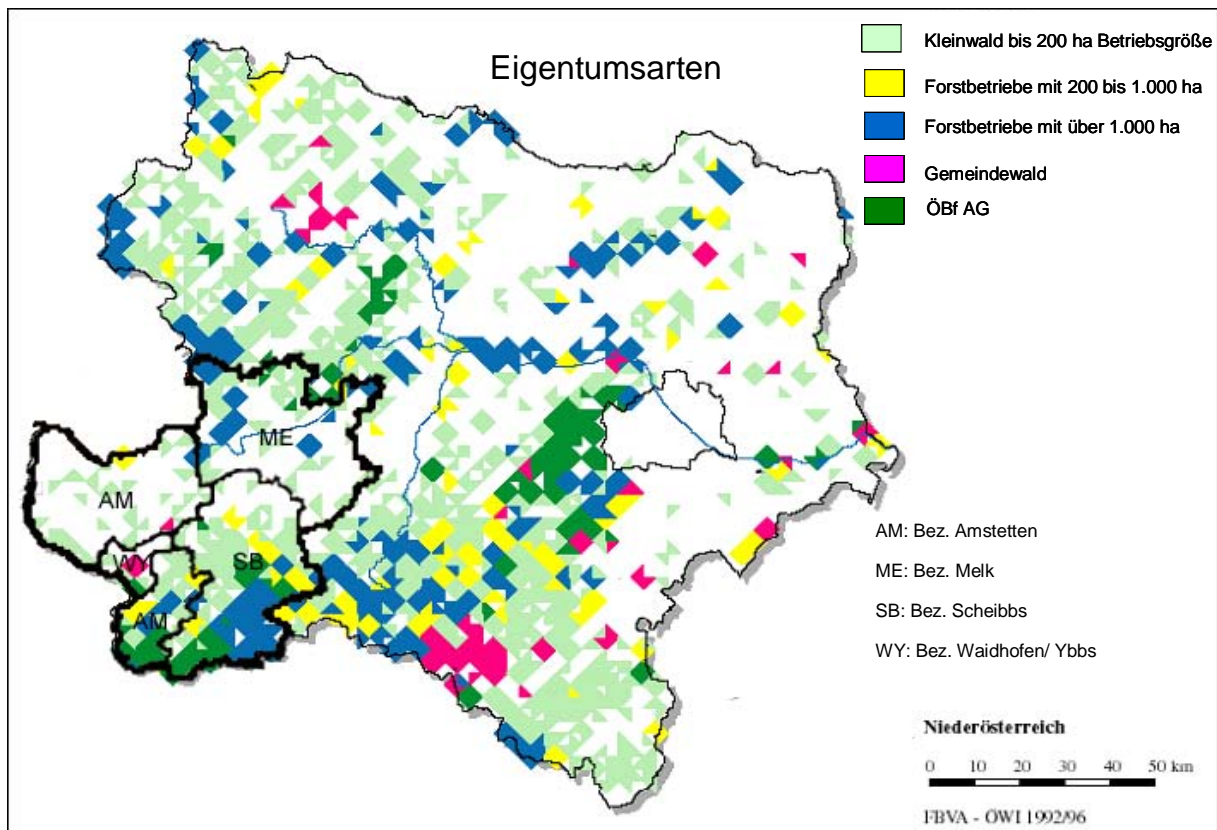 Eigentumsarten
Kleinwald bis 200 ha Betriebsgröße
Forstbetriebe mit 200 bis 1.000 ha
Forstbetriebe mit über 1.000 ha
Gemeindewald
ÖBf AG
ME
AM
WY
SB
AM
AM: Bez. Amstetten
ME: Bez. Melk
SB: Bez. Scheibbs
WY: Bez. Waidhofen/ Ybbs
Niederösterreich
0 10 20 30 40 50 km
FBVA - ÖWI 1992/96